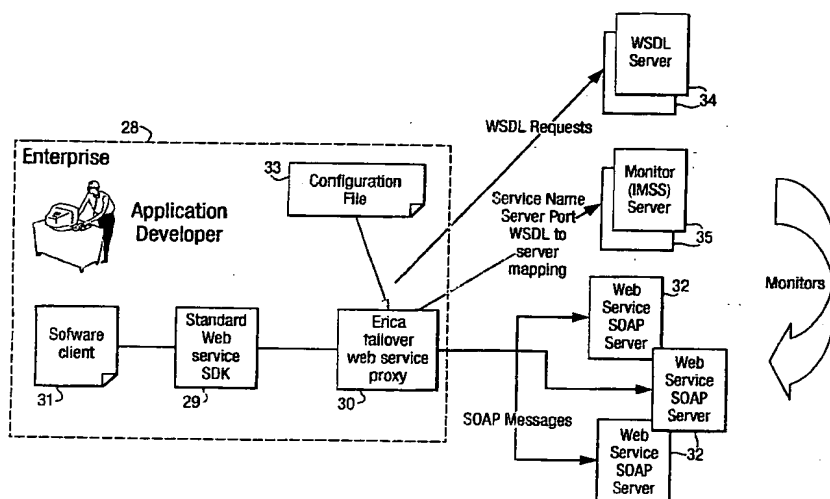 28
Enterprise
Application
Developer
33
Configuration
File
Sofware
client
31
Standard
Web
service
SDK
29
Erica
failover
web service
proxy
30
WSDL Requests
WSDL
Server
34
Service Name
Server Port
WSDL to
server
mapping
Monitor
(IMSS)
Server
35
Monitors
SOAP Messages
Web
Service
SOAP
Server
32
Web
Service
SOAP
Server
32
Web
Service
SOAP
Server
32